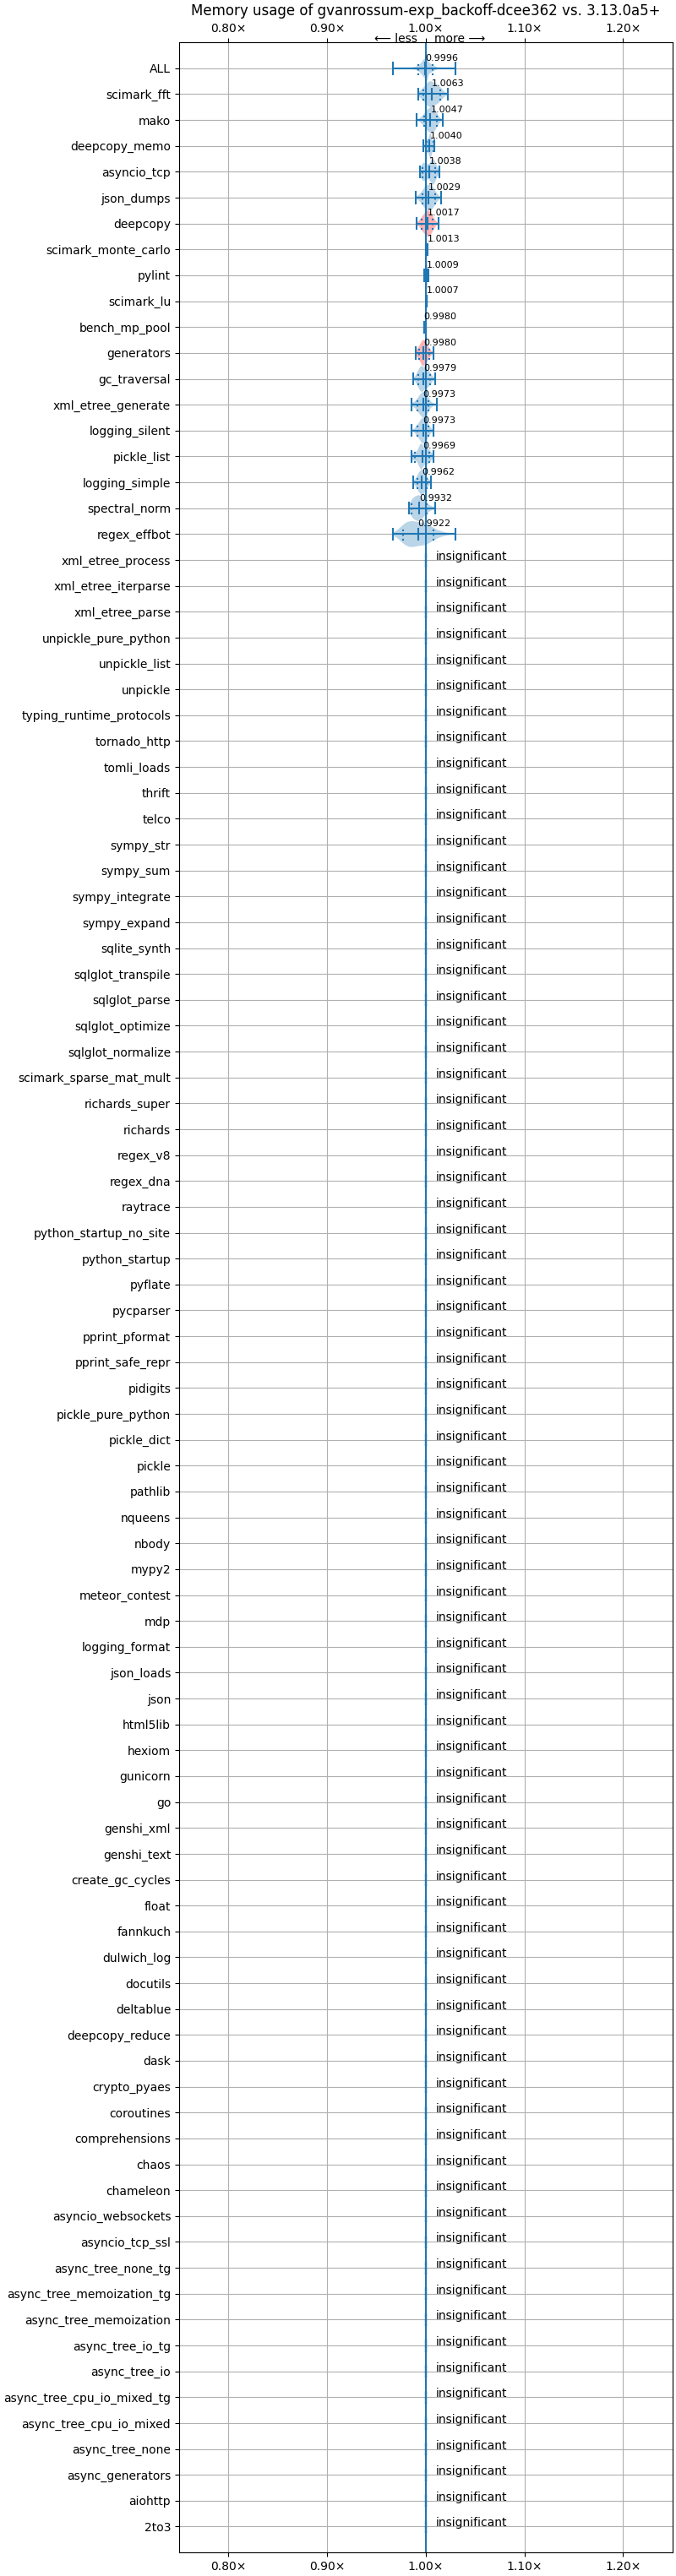 Memory usage of gvanrossum-exp_backoff-dcee362 vs. 3.13.0a5+
0.80× 0.90× 1.00× 1.10× 1.20×
⟵ less more ⟶
ALL 0.9996
scimark_fft 1.0063
mako 1.0047
deepcopy_memo 1.0040
asyncio_tcp 1.0038
json_dumps 1.0029
deepcopy 1.0017
scimark_monte_carlo 1.0013
pylint 1.0009
scimark_lu 1.0007
bench_mp_pool 0.9980
generators 0.9980
gc_traversal 0.9979
xml_etree_generate 0.9973
logging_silent 0.9973
pickle_list 0.9969
logging_simple 0.9962
spectral_norm 0.9932
regex_effbot 0.9922
xml_etree_process insignificant
xml_etree_iterparse insignificant
xml_etree_parse insignificant
unpickle_pure_python insignificant
unpickle_list insignificant
unpickle insignificant
typing_runtime_protocols insignificant
tornado_http insignificant
tomli_loads insignificant
thrift insignificant
telco insignificant
sympy_str insignificant
sympy_sum insignificant
sympy_integrate insignificant
sympy_expand insignificant
sqlite_synth insignificant
sqlglot_transpile insignificant
sqlglot_parse insignificant
sqlglot_optimize insignificant
sqlglot_normalize insignificant
scimark_sparse_mat_mult insignificant
richards_super insignificant
richards insignificant
regex_v8 insignificant
regex_dna insignificant
raytrace insignificant
python_startup_no_site insignificant
python_startup insignificant
pyflate insignificant
pycparser insignificant
pprint_pformat insignificant
pprint_safe_repr insignificant
pidigits insignificant
pickle_pure_python insignificant
pickle_dict insignificant
pickle insignificant
pathlib insignificant
nqueens insignificant
nbody insignificant
mypy2 insignificant
meteor_contest insignificant
mdp insignificant
logging_format insignificant
json_loads insignificant
json insignificant
html5lib insignificant
hexiom insignificant
gunicorn insignificant
go insignificant
genshi_xml insignificant
genshi_text insignificant
create_gc_cycles insignificant
float insignificant
fannkuch insignificant
dulwich_log insignificant
docutils insignificant
deltablue insignificant
deepcopy_reduce insignificant
dask insignificant
crypto_pyaes insignificant
coroutines insignificant
comprehensions insignificant
chaos insignificant
chameleon insignificant
asyncio_websockets insignificant
asyncio_tcp_ssl insignificant
async_tree_none_tg insignificant
async_tree_memoization_tg insignificant
async_tree_memoization insignificant
async_tree_io_tg insignificant
async_tree_io insignificant
async_tree_cpu_io_mixed_tg insignificant
async_tree_cpu_io_mixed insignificant
async_tree_none insignificant
async_generators insignificant
aiohttp insignificant
2to3 insignificant
0.80× 0.90× 1.00× 1.10× 1.20×